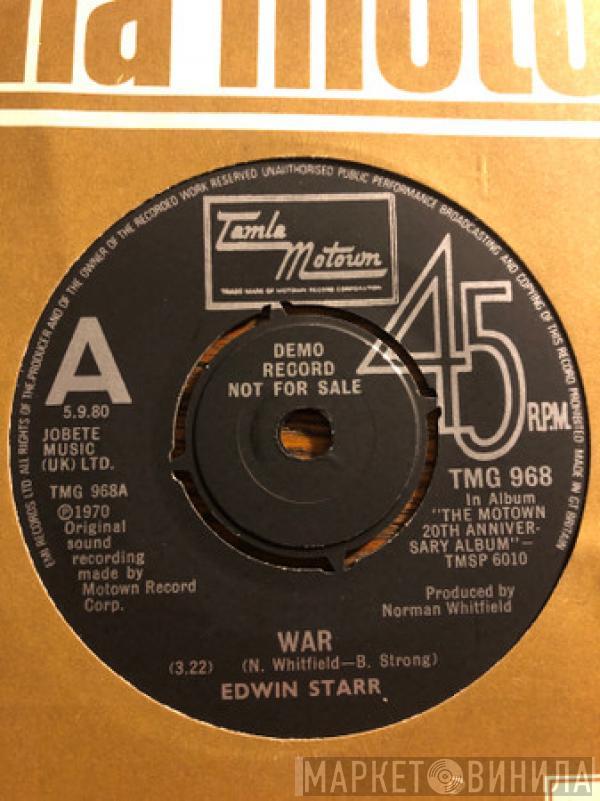 EMI RECORDS LTD ALL RIGHTS OF THE PRODUCER AND OF THE OWNER OF THE RECORDED WORK RESERVED UNAUTHORISED PUBLIC PERFORMANCE BROADCASTING AND COPYING OF THIS RECORD PROHIBITED MADE IN GT BRITAIN
Tamla
Motown
TRADE MARK OF MOTOWN RECORD CORPORATION
45
R.P.M.
A
5.9.80
JOBETE
MUSIC
(UK) LTD.
TMG 968A
℗1970
Original
sound
recording
made by
Motown Record
Corp.
DEMO
RECORD
NOT FOR SALE
TMG 968
In Album
"THE MOTOWN
20TH ANNIVER-
SARY ALBUM"-
TMSP 6010
Produced by
Norman Whitfield
WAR
(3.22) (N. Whitfield—B. Strong)
EDWIN STARR
МАРКЕТ ВИНИЛА